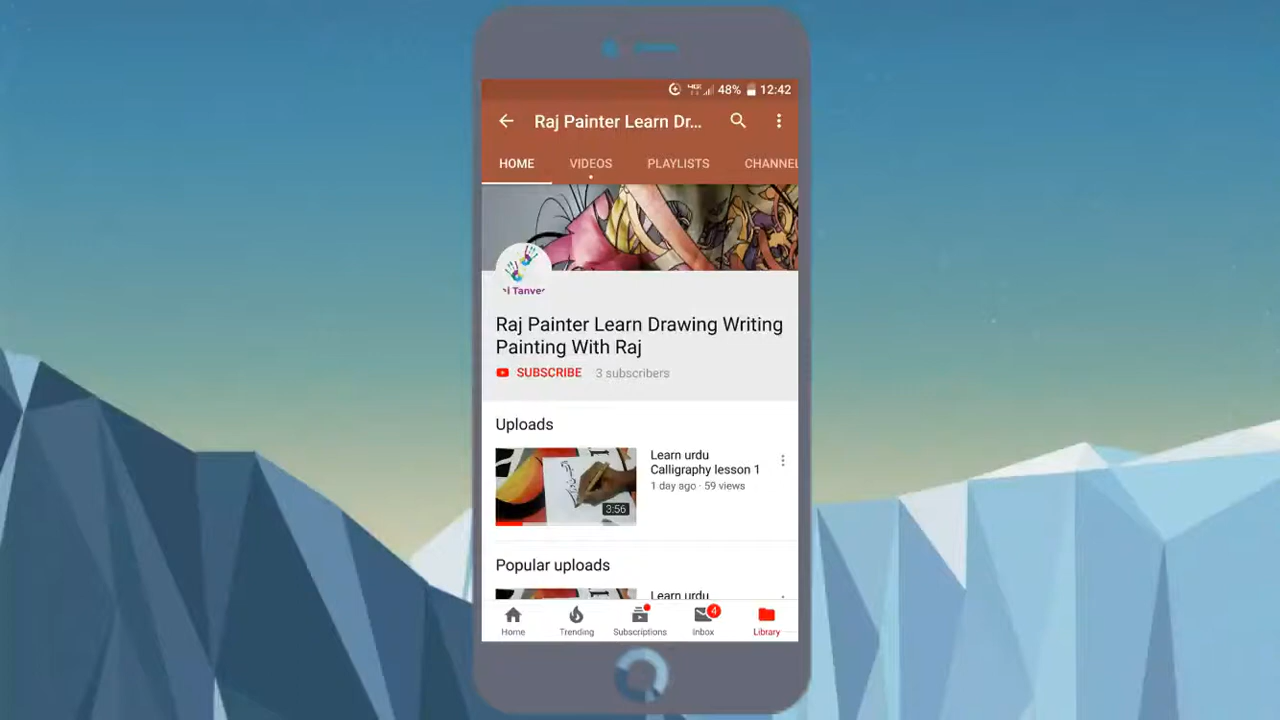 48% 12:42
Raj Painter Learn Dr...
HOME VIDEOS PLAYLISTS CHANNEL
i Tanve
Raj Painter Learn Drawing Writing
Painting With Raj
SUBSCRIBE 3 subscribers
Uploads
Learn urdu
Calligraphy lesson 1
1 day ago · 59 views
3:56
Popular uploads
Learn urdu
4
Home Trending Subscriptions Inbox Library